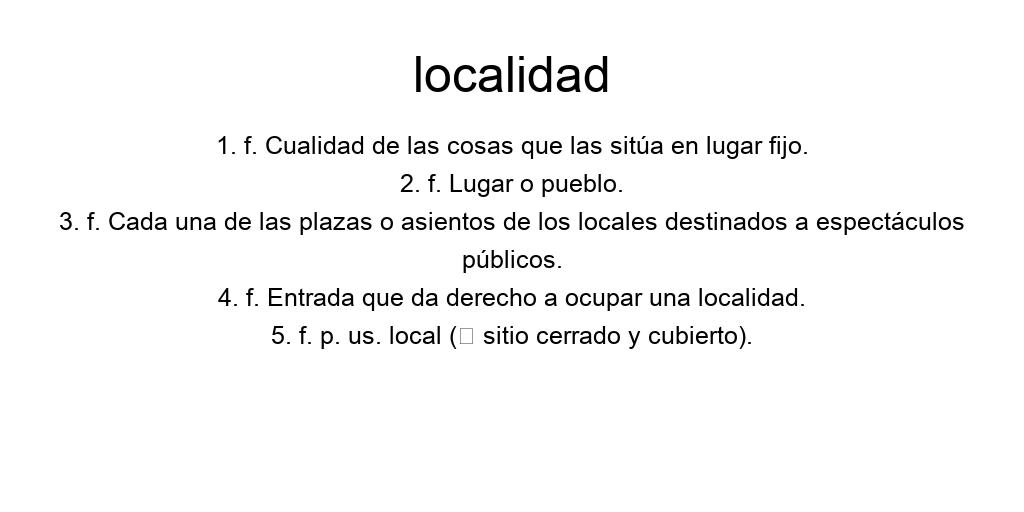 localidad
1. f. Cualidad de las cosas que las sitúa en lugar fijo.
2. f. Lugar o pueblo.
3. f. Cada una de las plazas o asientos de los locales destinados a espectáculos
públicos.
4. f. Entrada que da derecho a ocupar una localidad.
5. f. p. us. local (□ sitio cerrado y cubierto).